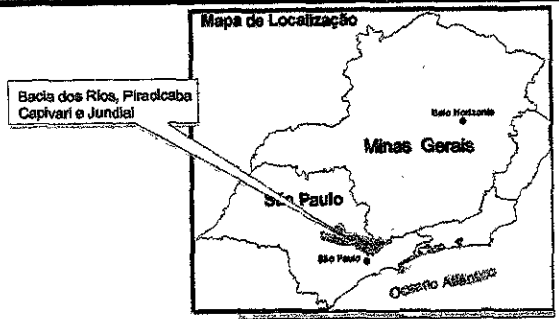 Mapa de Localização
Bacia dos Rios, Piracicaba
Capivari e Jundiaí
Belo Horizonte
Minas Gerais
São Paulo
São Paulo
Oceano Atlântico